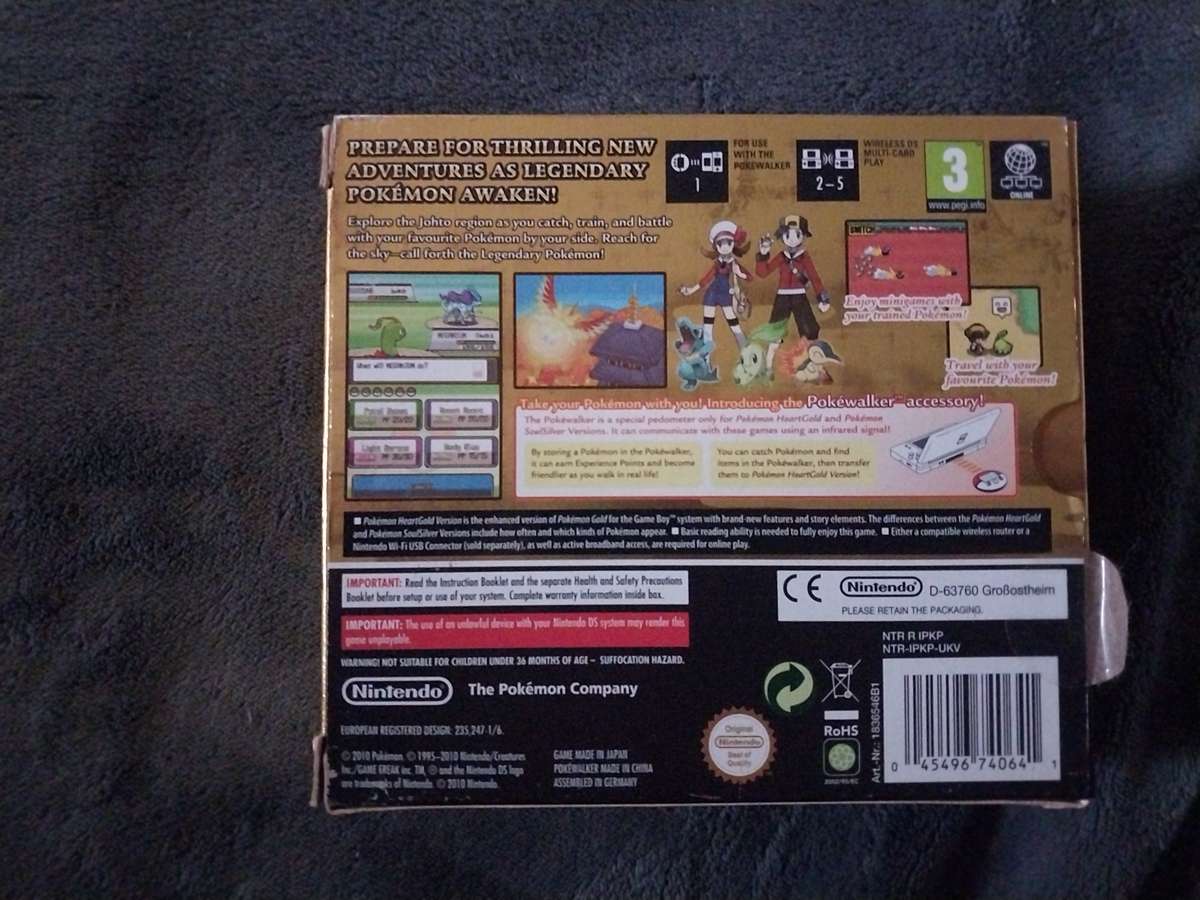 PREPARE FOR THRILLING NEW
ADVENTURES AS LEGENDARY
POKÉMON AWAKEN!
Explore the Johto region as you catch, train, and battle
with your favourite Pokémon by your side. Reach for
the sky—call forth the Legendary Pokémon!
1
FOR USE
WITH THE
POKÉWALKER
2–5
WIRELESS DS
MULTI-CARD
PLAY
3
www.pegi.info
ONLINE
SWITCH
Enjoy minigames with
your trained Pokémon!
Travel with your
favourite Pokémon!
What will MEGANIUM do?
Petal Dance
Light Screen
Body Slam
Take your Pokémon with you! Introducing the Pokéwalker™ accessory!
The Pokéwalker is a special pedometer only for Pokémon HeartGold and Pokémon
SoulSilver Versions. It can communicate with these games using an infrared signal!
By storing a Pokémon in the Pokéwalker,
it can earn Experience Points and become
friendlier as you walk in real life!
You can catch Pokémon and find
items in the Pokéwalker, then transfer
them to Pokémon HeartGold Version!
■ Pokémon HeartGold Version is the enhanced version of Pokémon Gold for the Game Boy™ system with brand-new features and story elements. The differences between the Pokémon HeartGold
and Pokémon SoulSilver Versions include how often and which kinds of Pokémon appear. ■ Basic reading ability is needed to fully enjoy this game. ■ Either a compatible wireless router or a
Nintendo Wi-Fi USB Connector (sold separately), as well as active broadband access, are required for online play.
IMPORTANT: Read the Instruction Booklet and the separate Health and Safety Precautions
Booklet before setup or use of your system. Complete warranty information inside box.
IMPORTANT: The use of an unlawful device with your Nintendo DS system may render this
game unplayable.
WARNING! NOT SUITABLE FOR CHILDREN UNDER 36 MONTHS OF AGE – SUFFOCATION HAZARD.
Nintendo® The Pokémon Company
EUROPEAN REGISTERED DESIGN: 235,247-1/6.
© 2010 Pokémon. © 1995–2010 Nintendo/Creatures
Inc./GAME FREAK inc. TM, ® and the Nintendo DS logo
are trademarks of Nintendo. © 2010 Nintendo.
GAME MADE IN JAPAN
POKÉWALKER MADE IN CHINA
ASSEMBLED IN GERMANY
CE Nintendo® D-63760 Großostheim
PLEASE RETAIN THE PACKAGING.
NTR R IPKP
NTR-IPKP-UKV
Original
Nintendo
Seal of
Quality
RoHS
2002/95/EC
Art.-Nr.: 1836546B1
0 45496 74064 1